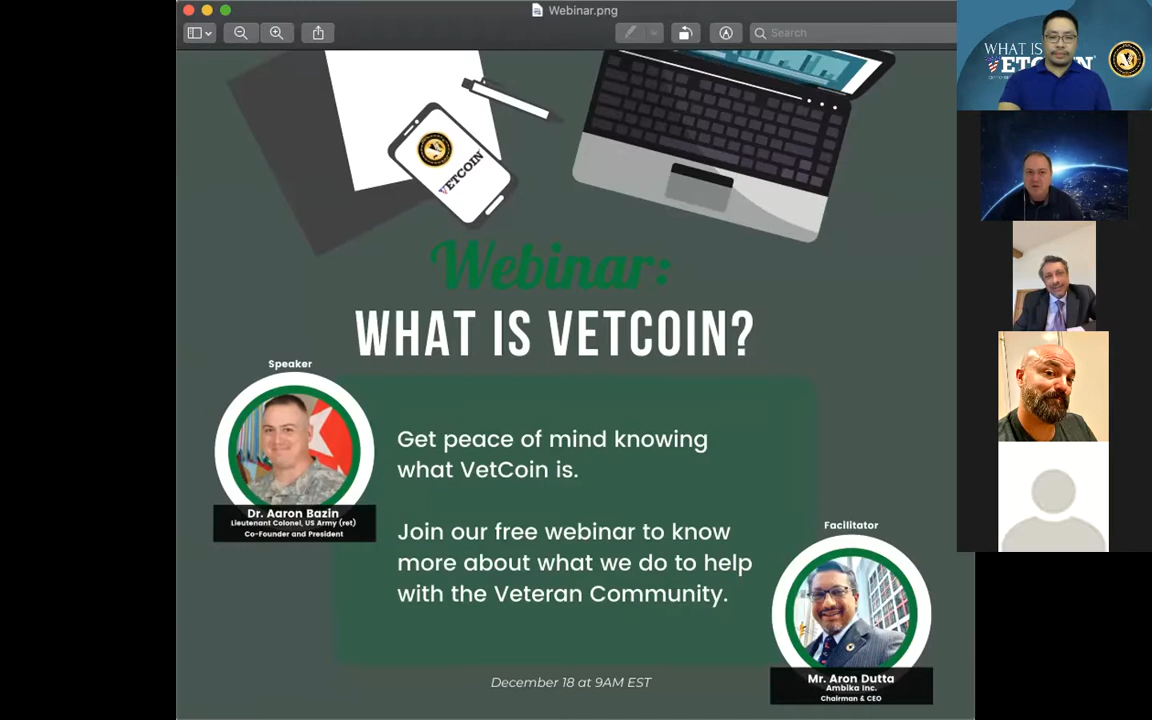 Webinar.png
Search
WHAT IS
VETCOIN
VETCOIN
Webinar:
WHAT IS VETCOIN?
Speaker
Get peace of mind knowing
what VetCoin is.
Dr. Aaron Bazin
Lieutenant Colonel, US Army (ret)
Co-Founder and President
Join our free webinar to know
more about what we do to help
with the Veteran Community.
Facilitator
Mr. Aron Dutta
Ambika Inc.
Chairman & CEO
December 18 at 9AM EST